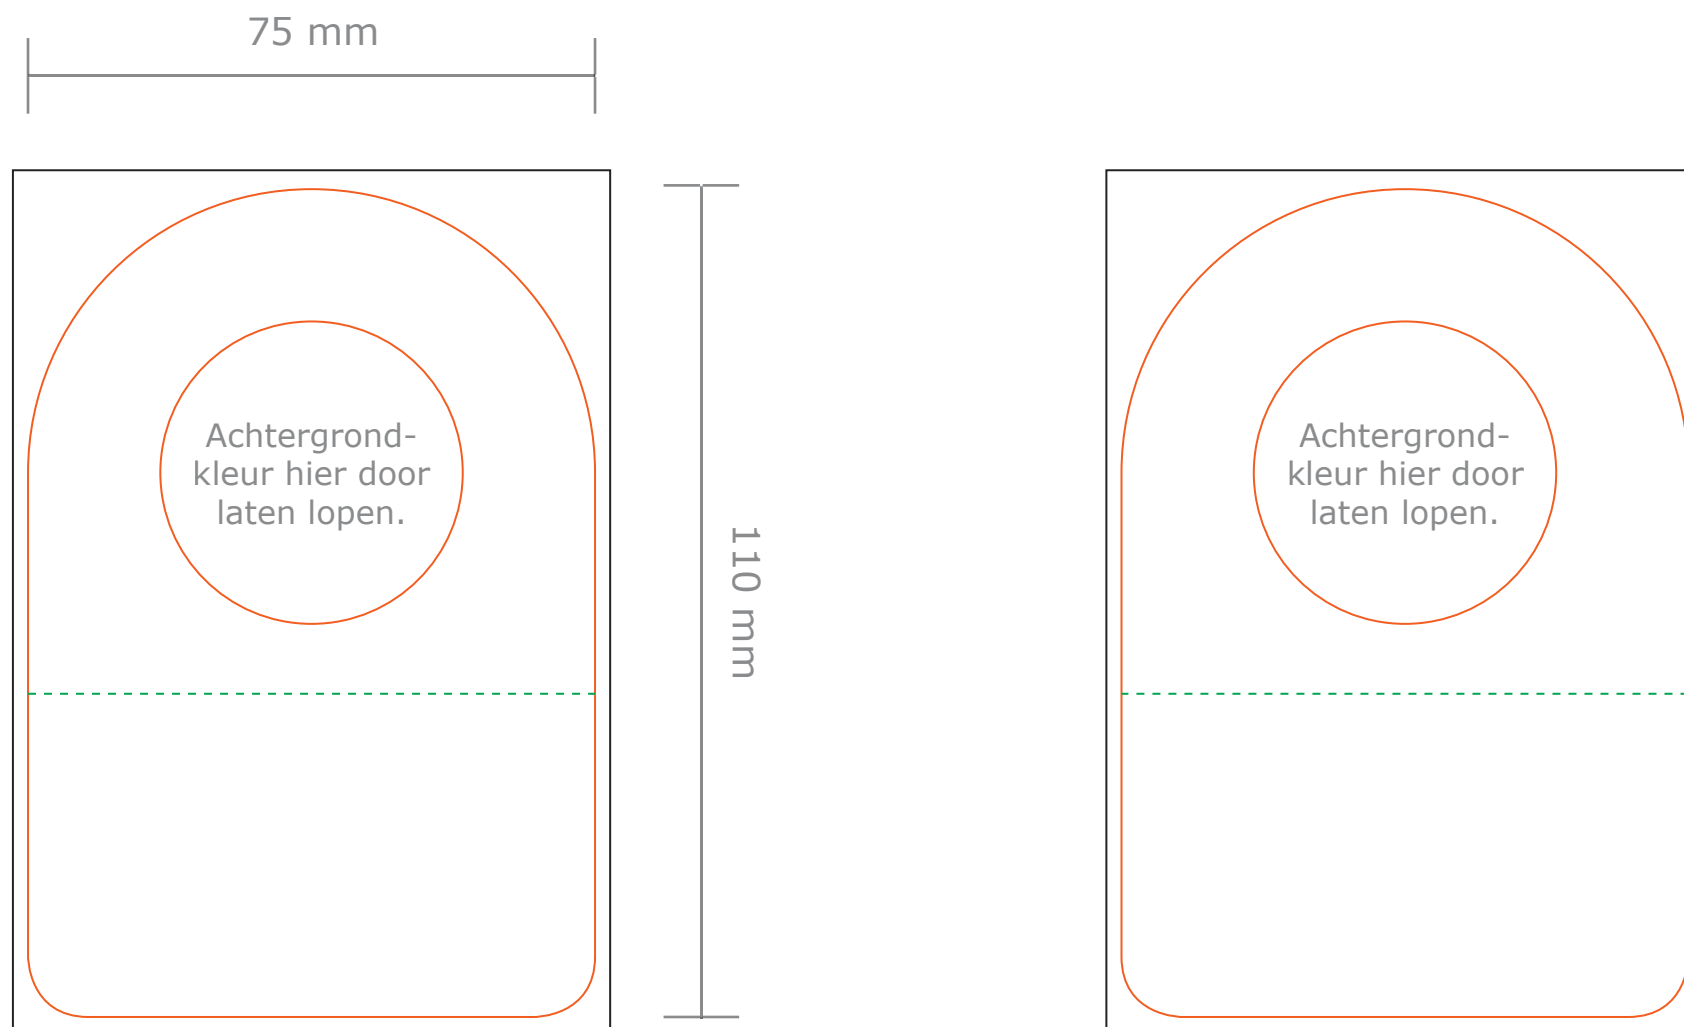 75 mm
Achtergrond-
kleur hier door
laten lopen.
110 mm
Achtergrond-
kleur hier door
laten lopen.